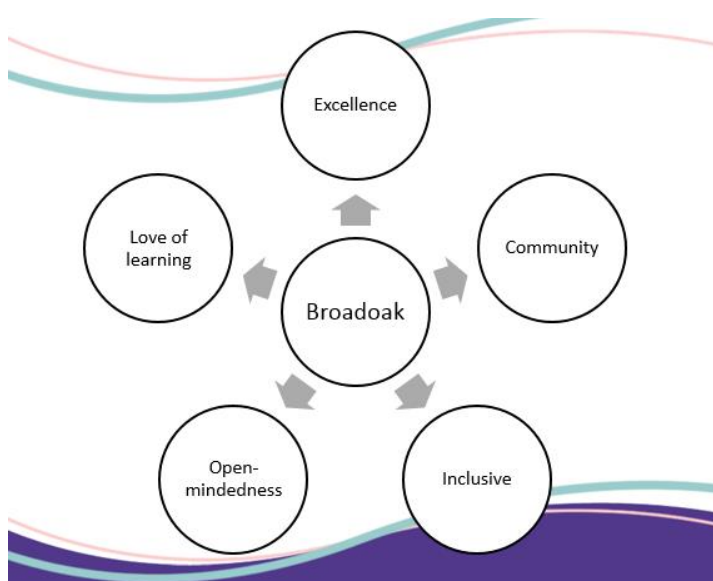 Excellence
Love of
learning
Community
Broadoak
Open-
mindedness
Inclusive